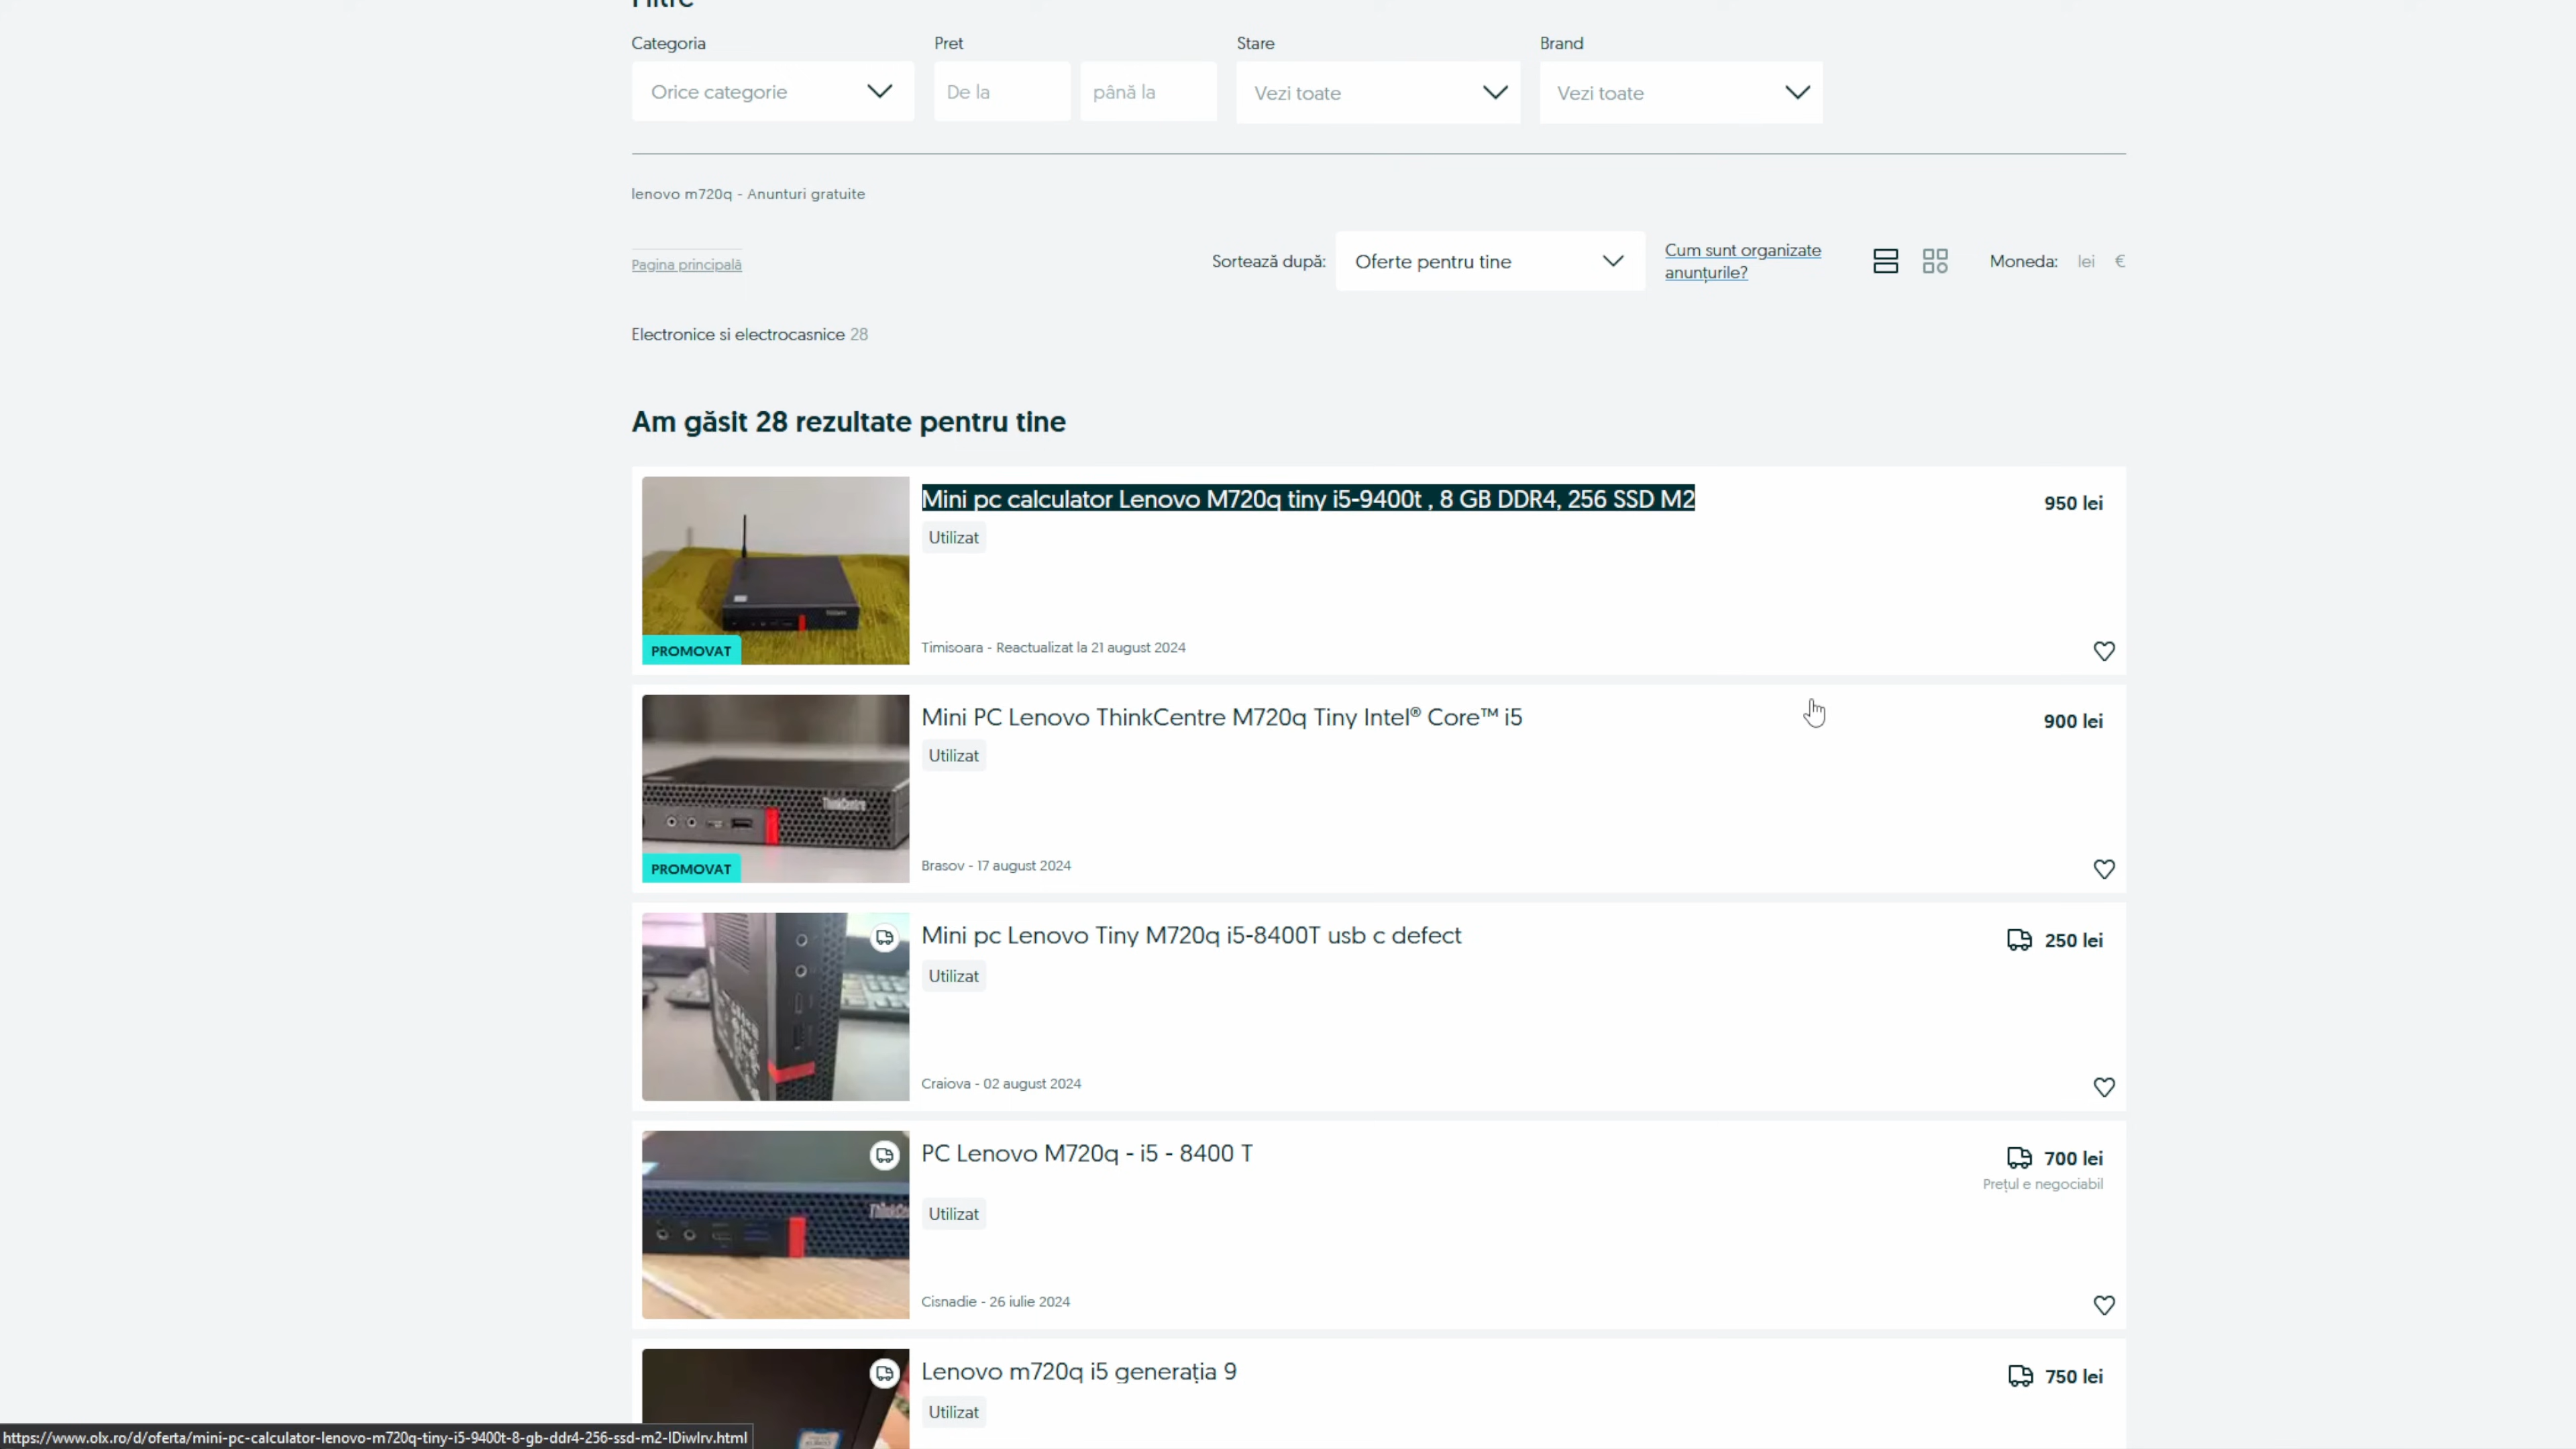 Filtre
Categoria
Pret
Stare
Brand
Orice categorie
De la
până la
Vezi toate
Vezi toate
lenovo m720q - Anunturi gratuite
Pagina principală
Sortează după:
Oferte pentru tine
Cum sunt organizate
anunțurile?
Moneda: lei €
Electronice si electrocasnice 28
Am găsit 28 rezultate pentru tine
Mini pc calculator Lenovo M720q tiny i5-9400t , 8 GB DDR4, 256 SSD M2
950 lei
Utilizat
PROMOVAT
Timisoara - Reactualizat la 21 august 2024
Mini PC Lenovo ThinkCentre M720q Tiny Intel® Core™ i5
900 lei
Utilizat
ThinkCentre
PROMOVAT
Brasov - 17 august 2024
Mini pc Lenovo Tiny M720q i5-8400T usb c defect
250 lei
Utilizat
Craiova - 02 august 2024
PC Lenovo M720q - i5 - 8400 T
700 lei
Prețul e negociabil
Utilizat
Cisnadie - 26 iulie 2024
Lenovo m720q i5 generația 9
750 lei
Utilizat
https://www.olx.ro/d/oferta/mini-pc-calculator-lenovo-m720q-tiny-i5-9400t-8-gb-ddr4-256-ssd-m2-IDiwlrv.html